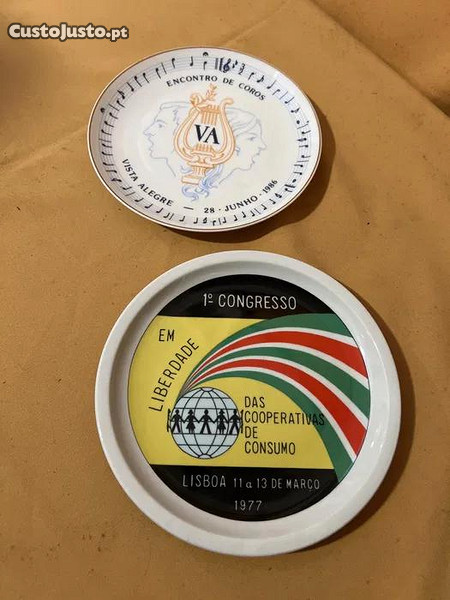 CustoJusto.pt
ENCONTRO DE COROS
VA
VISTA ALEGRE — 28 · JUNHO · 1986
1º CONGRESSO
EM
LIBERDADE
DAS
COOPERATIVAS
DE
CONSUMO
LISBOA 11 a 13 DE MARÇO
1977